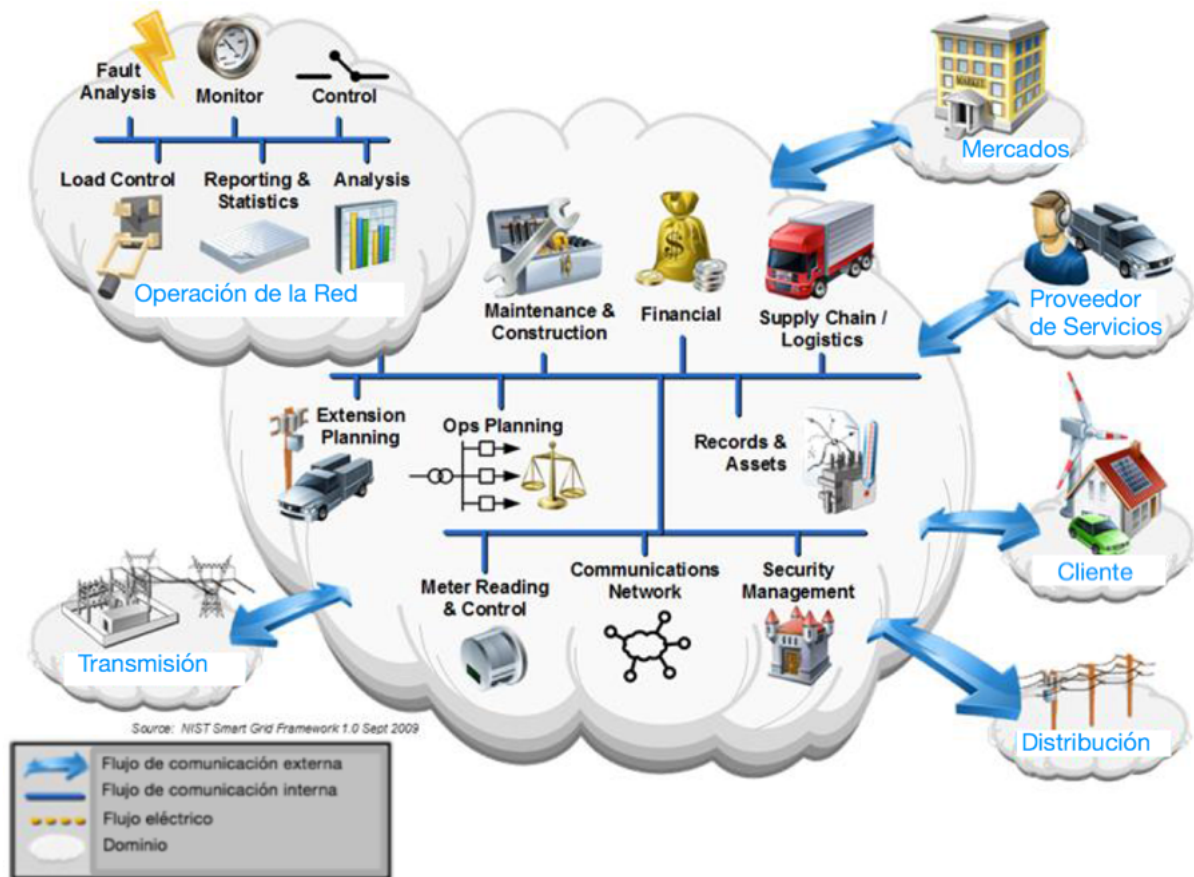 Fault
Analysis
Monitor
Control
Load Control
Reporting &
Statistics
Analysis
Operación de la Red
MARKET
Mercados
Proveedor
de Servicios
Maintenance &
Construction
Financial
Supply Chain /
Logistics
Extension
Planning
Ops Planning
Records &
Assets
Cliente
Meter Reading
& Control
Communications
Network
Security
Management
Transmisión
Distribución
Source: NIST Smart Grid Framework 1.0 Sept 2009
Flujo de comunicación externa
Flujo de comunicación interna
Flujo eléctrico
Dominio